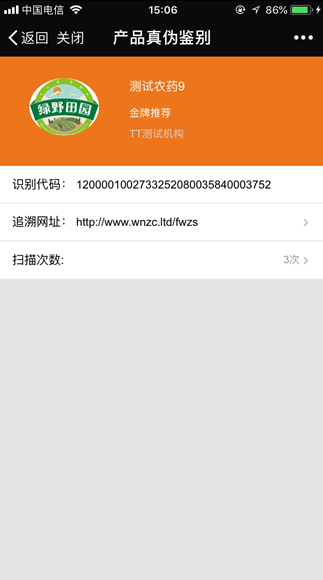 中国电信 15:06 86%
返回 关闭 产品真伪鉴别
绿野田园
测试农药9
金牌推荐
TT测试机构
识别代码: 12000010027332520800358400037​52
追溯网址: http://www.wnzc.ltd/fwzs
扫描次数: 3次